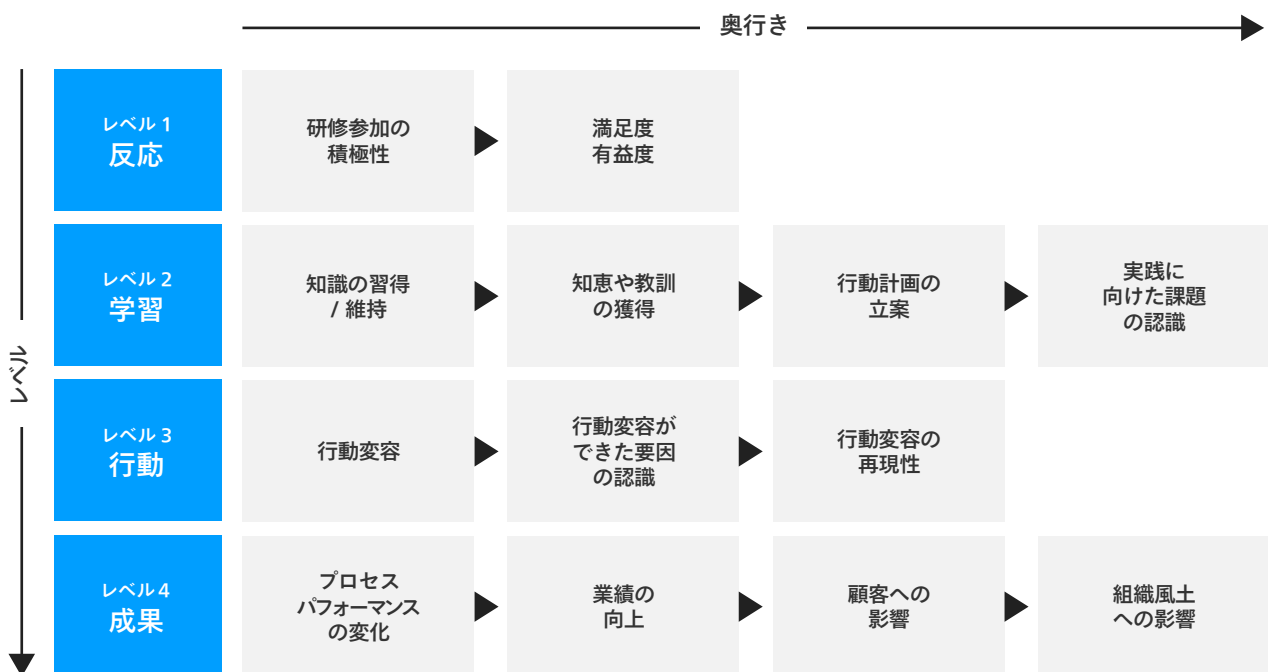 奥行き
レベル
レベル 1
反応
研修参加の
積極性
満足度
有益度
レベル 2
学習
知識の習得
/ 維持
知恵や教訓
の獲得
行動計画の
立案
実践に
向けた課題
の認識
レベル 3
行動
行動変容
行動変容が
できた要因
の認識
行動変容の
再現性
レベル 4
成果
プロセス
パフォーマンス
の変化
業績の
向上
顧客への
影響
組織風土
への影響